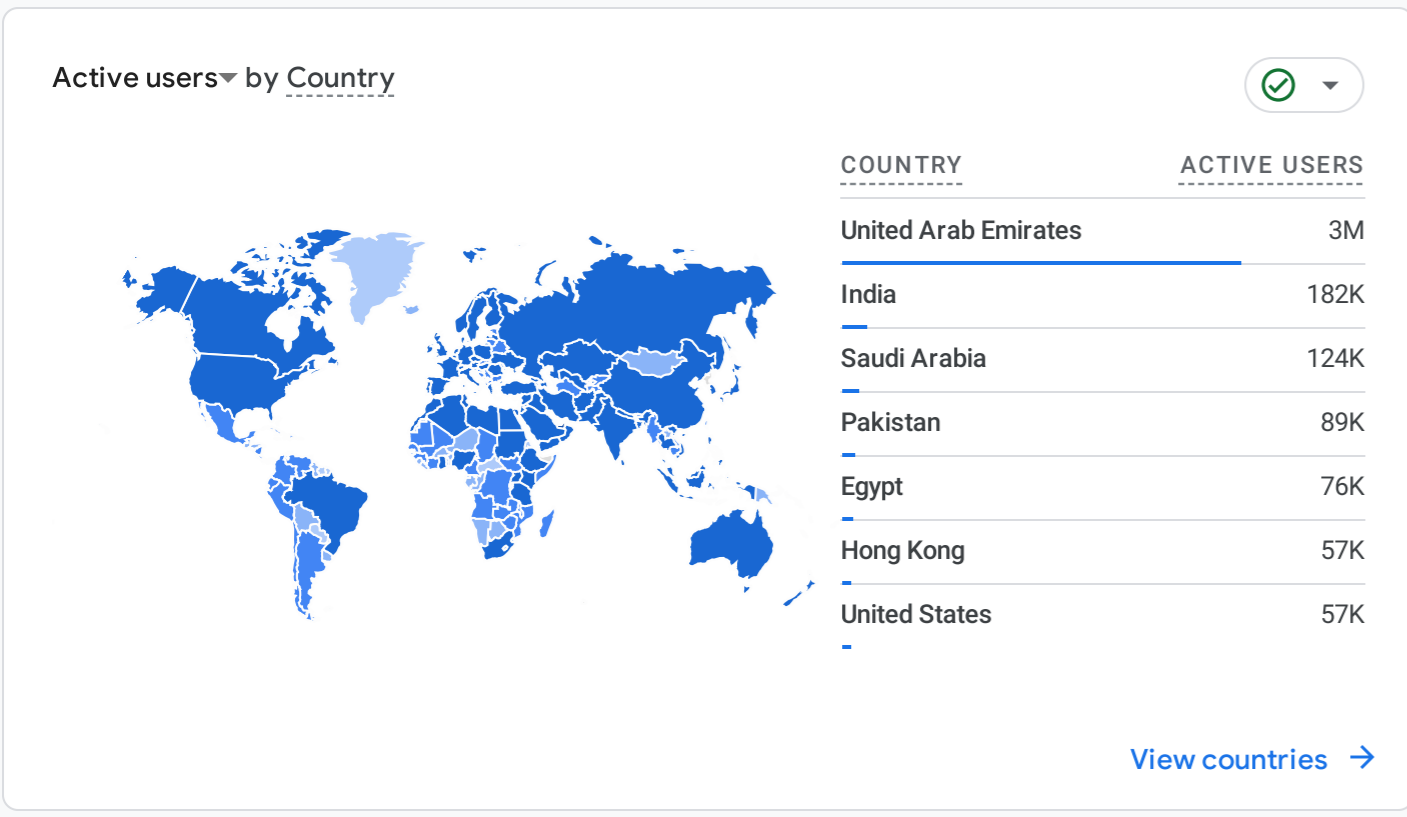 Active users by Country
COUNTRY ACTIVE USERS
United Arab Emirates 3M
India 182K
Saudi Arabia 124K
Pakistan 89K
Egypt 76K
Hong Kong 57K
United States 57K
View countries